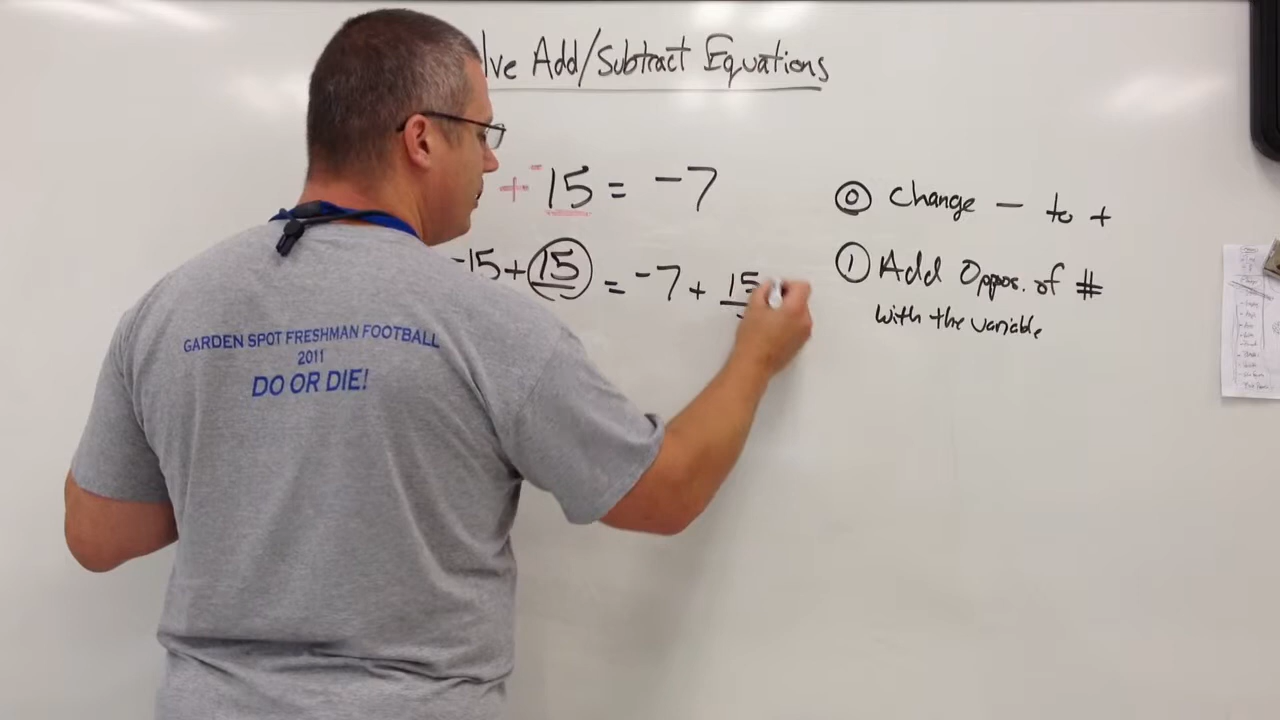 lve Add/Subtract Equations
+ -15 = -7
-15 + 15 = -7 + 15
0 Change - to +
1 Add Oppos. of #
with the variable
GARDEN SPOT FRESHMAN FOOTBALL
2011
DO OR DIE!